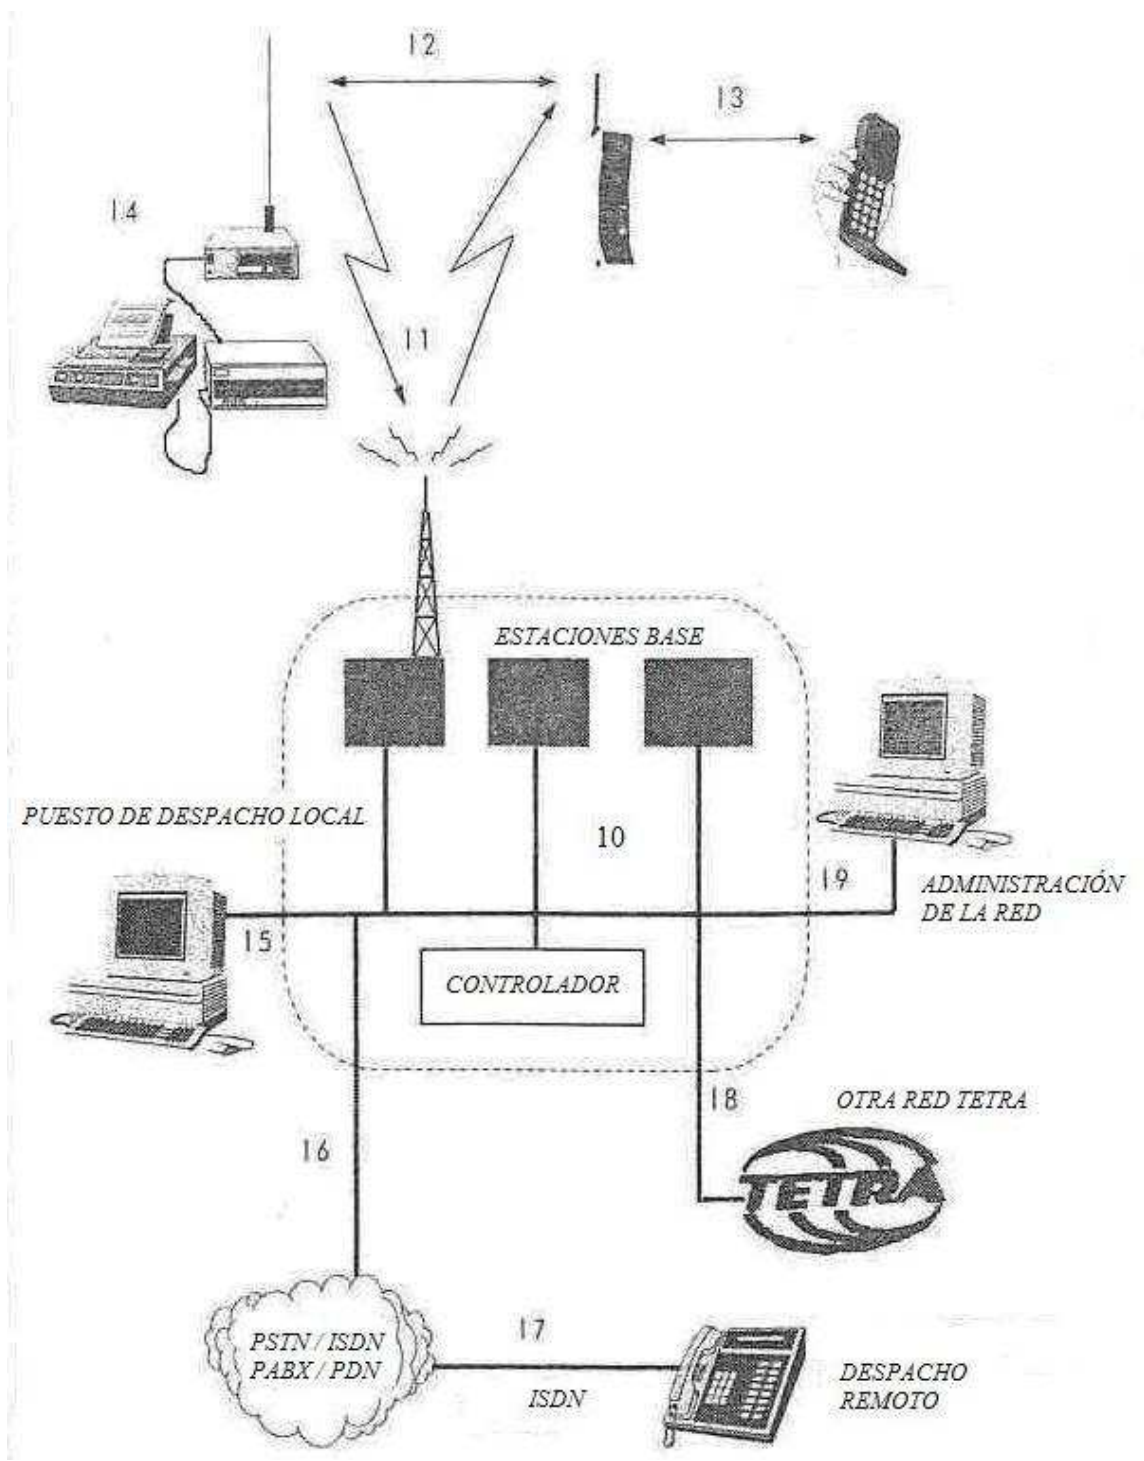 12
13
14
11
ESTACIONES BASE
PUESTO DE DESPACHO LOCAL
10
19
ADMINISTRACIÓN
DE LA RED
15
CONTROLADOR
18
OTRA RED TETRA
16
TETRA
17
PSTN / ISDN
PABX / PDN
ISDN
DESPACHO
REMOTO